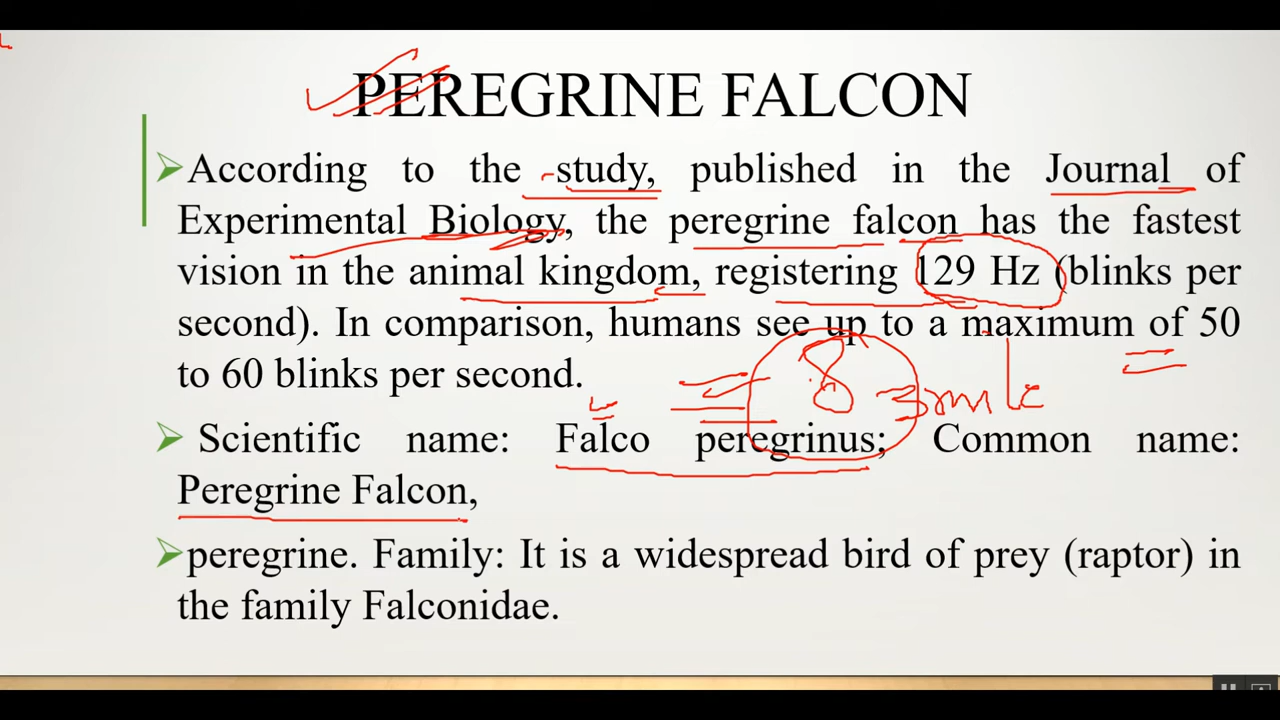 PEREGRINE FALCON
➢According to the study, published in the Journal of
Experimental Biology, the peregrine falcon has the fastest
vision in the animal kingdom, registering 129 Hz (blinks per
second). In comparison, humans see up to a maximum of 50
to 60 blinks per second.
8
➢ Scientific name: Falco peregrinus; Common name:
Peregrine Falcon,
➢peregrine. Family: It is a widespread bird of prey (raptor) in
the family Falconidae.